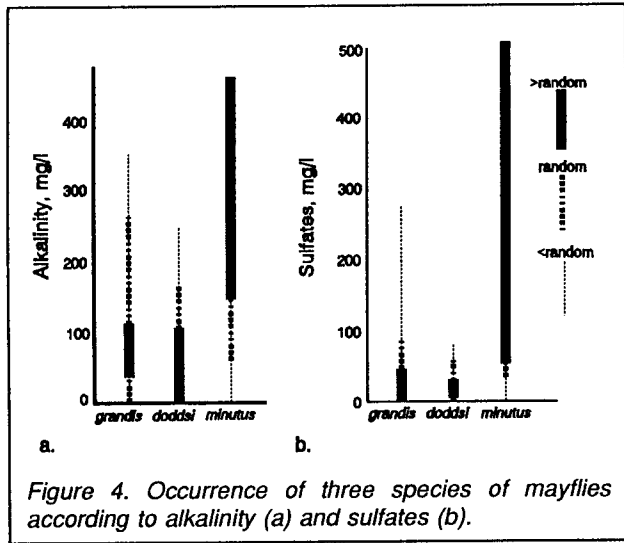 Alkalinity, mg/l
400
300
200
100
0
grandis doddsi minutus
a.
Sulfates, mg/l
500
400
300
200
100
0
grandis doddsi minutus
b.
>random
random
<random
Figure 4. Occurrence of three species of mayflies
according to alkalinity (a) and sulfates (b).